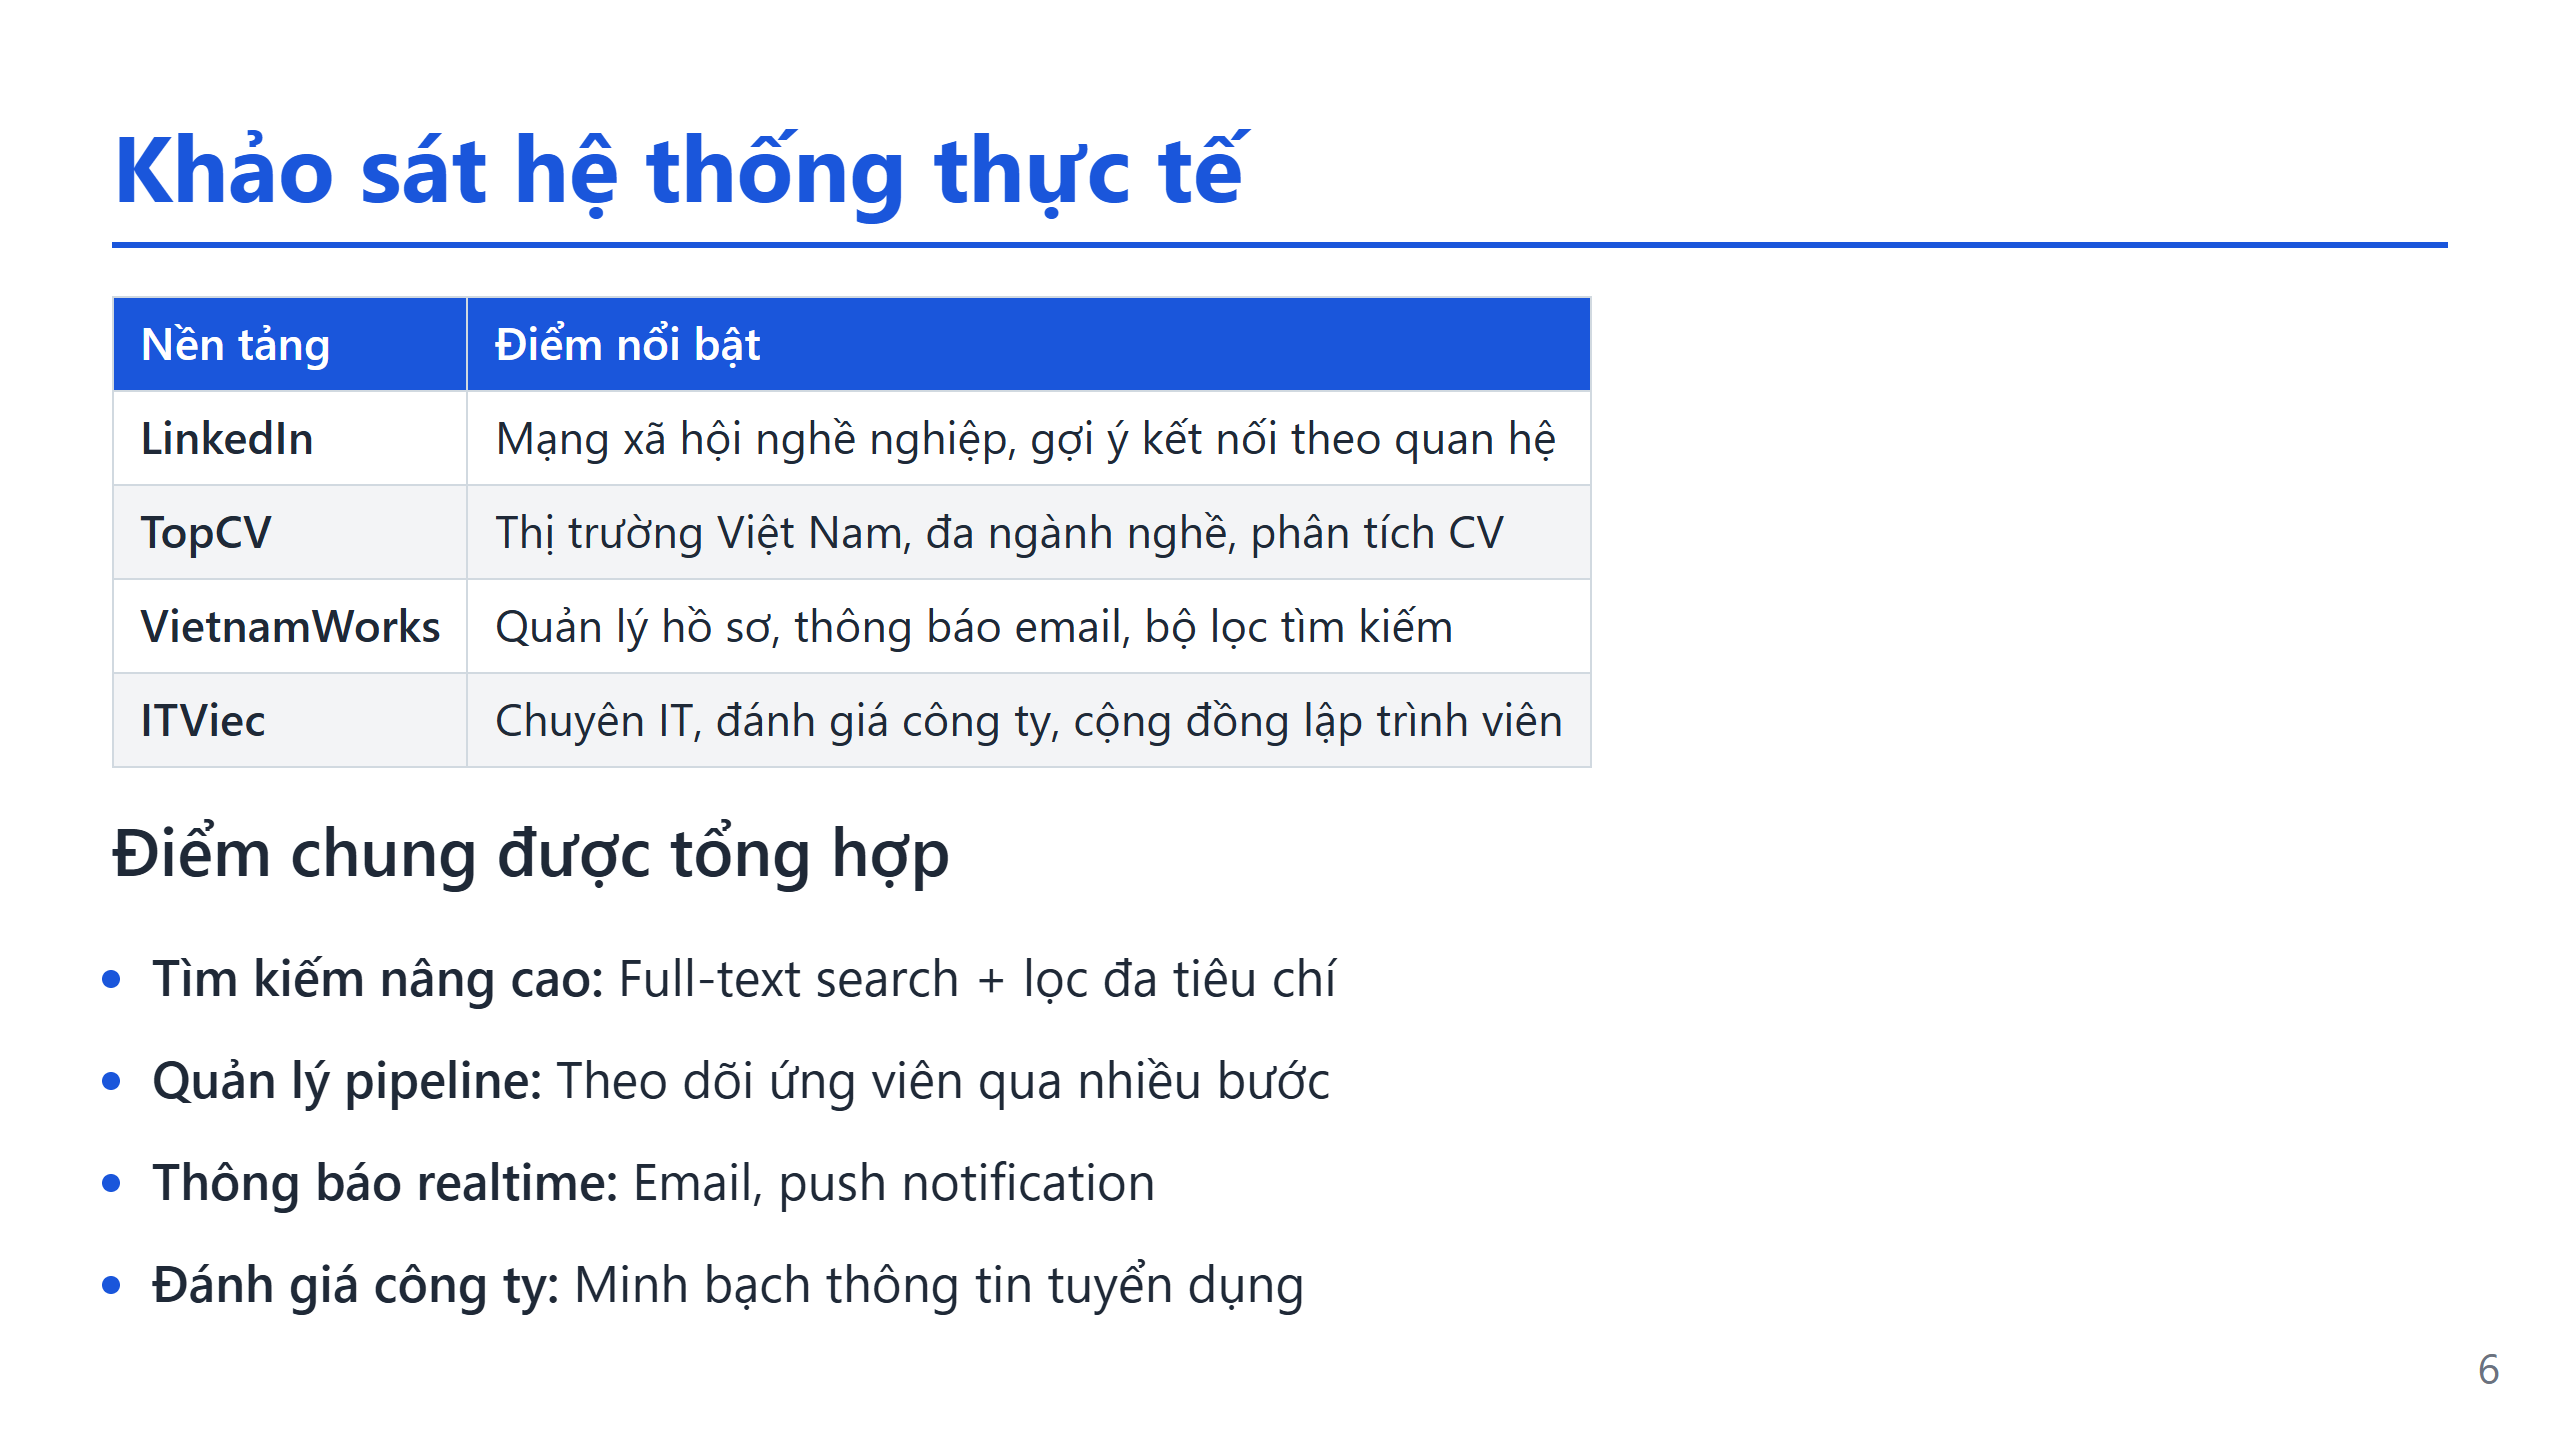 Khảo sát hệ thống thực tế
Nền tảng Điểm nổi bật
LinkedIn Mạng xã hội nghề nghiệp, gợi ý kết nối theo quan hệ
TopCV Thị trường Việt Nam, đa ngành nghề, phân tích CV
VietnamWorks Quản lý hồ sơ, thông báo email, bộ lọc tìm kiếm
ITViec Chuyên IT, đánh giá công ty, cộng đồng lập trình viên
Điểm chung được tổng hợp
• Tìm kiếm nâng cao: Full-text search + lọc đa tiêu chí
• Quản lý pipeline: Theo dõi ứng viên qua nhiều bước
• Thông báo realtime: Email, push notification
• Đánh giá công ty: Minh bạch thông tin tuyển dụng
6